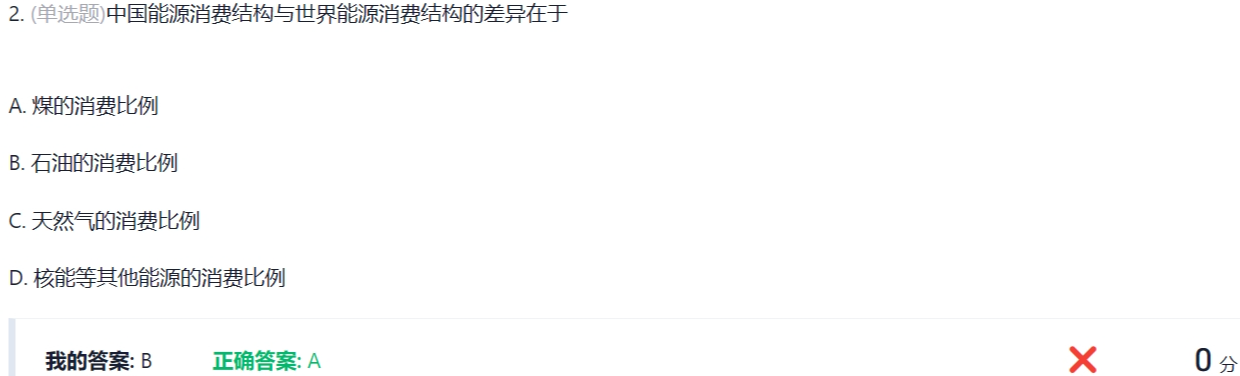 2. (单选题)中国能源消费结构与世界能源消费结构的差异在于
A. 煤的消费比例
B. 石油的消费比例
C. 天然气的消费比例
D. 核能等其他能源的消费比例
我的答案: B 正确答案: A 0 分